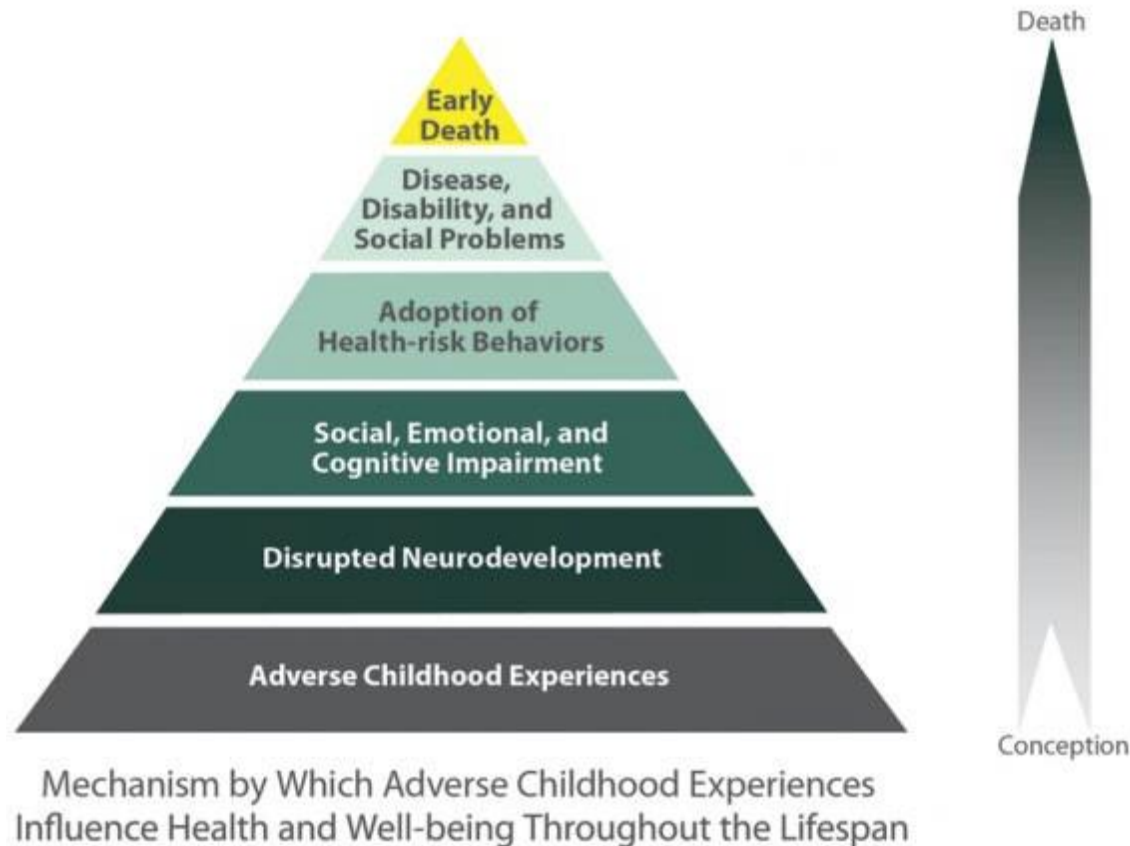 Death
Early
Death
Disease,
Disability, and
Social Problems
Adoption of
Health-risk Behaviors
Social, Emotional, and
Cognitive Impairment
Disrupted Neurodevelopment
Adverse Childhood Experiences
Conception
Mechanism by Which Adverse Childhood Experiences
Influence Health and Well-being Throughout the Lifespan